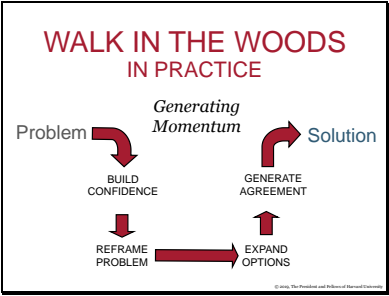 WALK IN THE WOODS
IN PRACTICE
Generating
Momentum
Problem
Solution
BUILD
CONFIDENCE
GENERATE
AGREEMENT
REFRAME
PROBLEM
EXPAND
OPTIONS
The President and Fellows of Harvard University